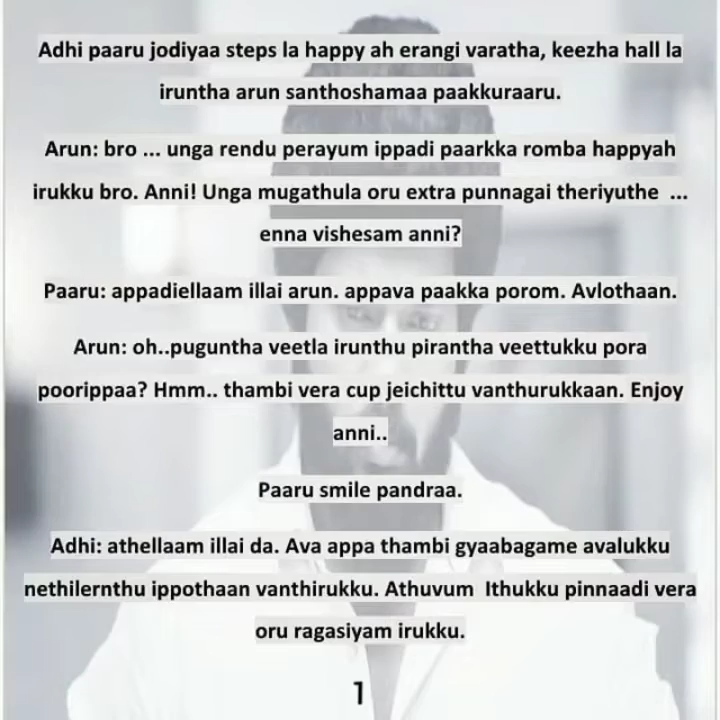 Adhi paaru jodiyaa steps la happy ah erangi varatha, keezha hall la
iruntha arun santhoshamaa paakkuraaru.
Arun: bro ... unga rendu perayum ippadi paarkka romba happyah
irukku bro. Anni! Unga mugathula oru extra punnagai theriyuthe ...
enna vishesam anni?
Paaru: appadiellaam illai arun. appava paakka porom. Avlothaan.
Arun: oh..puguntha veetla irunthu pirantha veettukku pora
poorippaa? Hmm.. thambi vera cup jeichittu vanthurukkaan. Enjoy
anni..
Paaru smile pandraa.
Adhi: athellaam illai da. Ava appa thambi gyaabagame avalukku
nethilernthu ippothaan vanthirukku. Athuvum Ithukku pinnaadi vera
oru ragasiyam irukku.
1